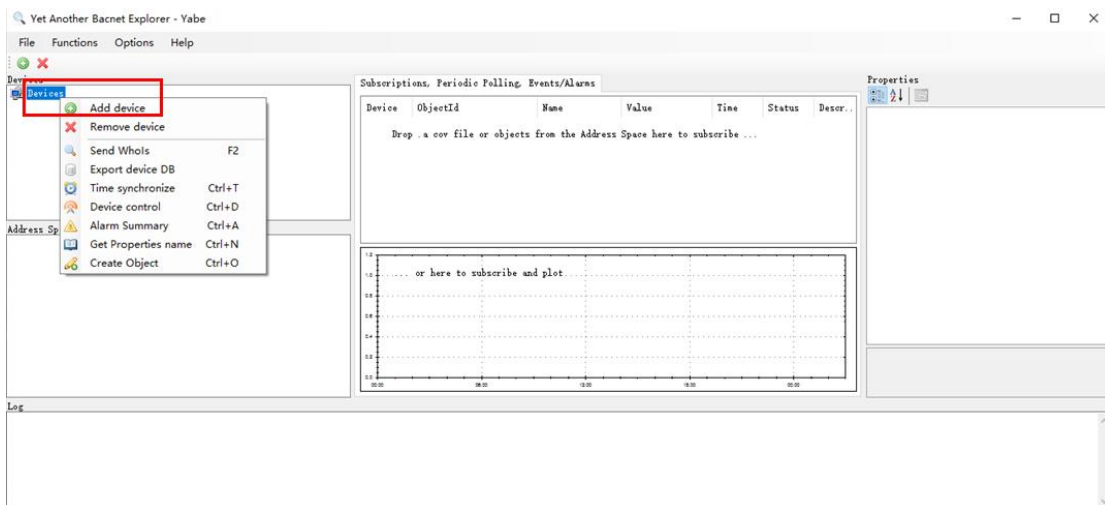 Yet Another Bacnet Explorer - Yabe
File Functions Options Help
Devices
Devices
Add device
Remove device
Send WhoIs F2
Export device DB
Time synchronize Ctrl+T
Device control Ctrl+D
Alarm Summary Ctrl+A
Get Properties name Ctrl+N
Create Object Ctrl+O
Address Sp
Subscriptions, Periodic Polling, Events/Alarms
Device ObjectId Name Value Time Status Descr..
Drop .a cov file or objects from the Address Space here to subscribe ...
..... or here to subscribe and plot
Properties
Log